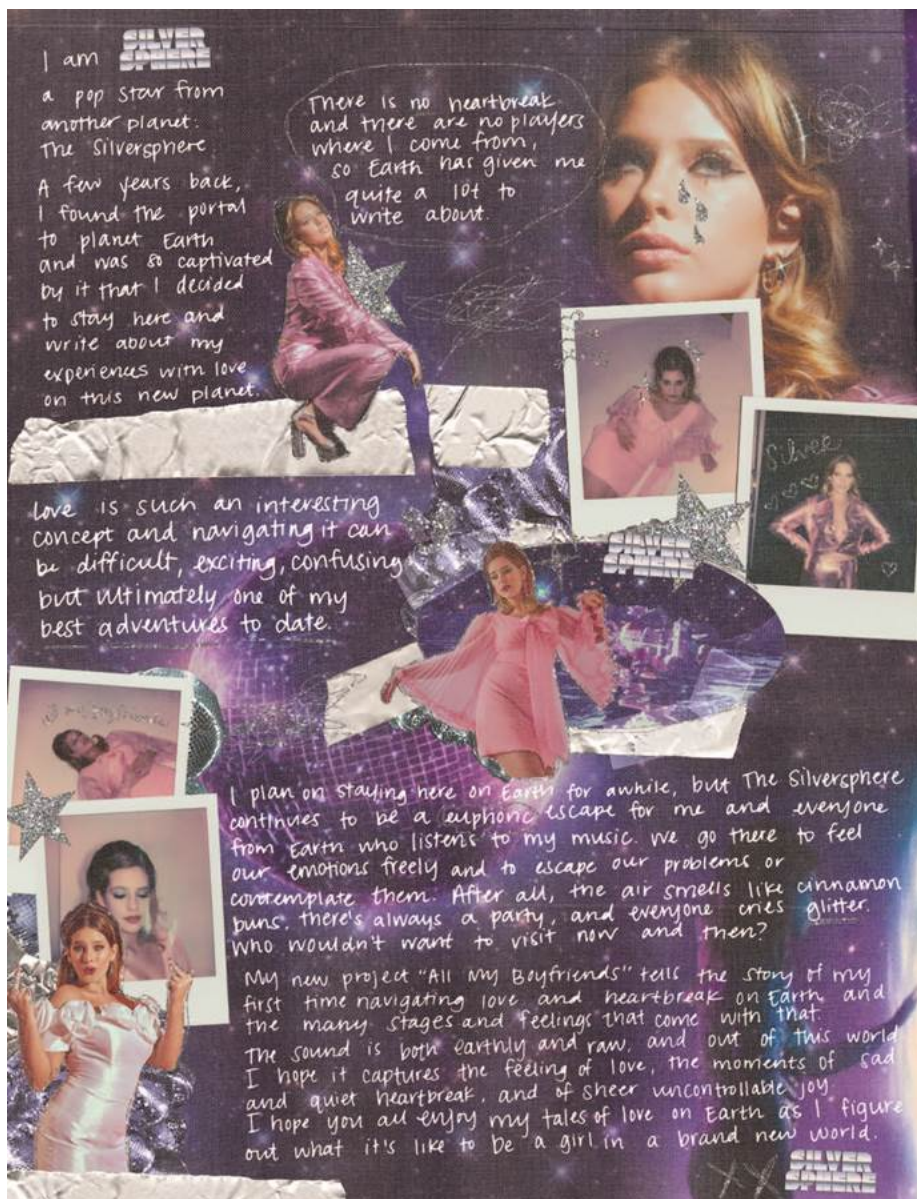 I am SILVER
SPHERE
a pop star from
another planet:
The Silversphere.
A few years back,
I found the portal
to planet Earth
and was so captivated
by it that I decided
to stay here and
write about my
experiences with love
on this new planet.
There is no heartbreak
and there are no players
where I come from,
so Earth has given me
quite a lot to
write about.
Silver
love is such an interesting
concept and navigating it can
be difficult, exciting, confusing
but ultimately one of my
best adventures to date.
SILVER
SPHERE
I plan on staying here on Earth for awhile, but The Silversphere
continues to be a euphoric escape for me and everyone
from Earth who listens to my music. We go there to feel
our emotions freely and to escape our problems or
contemplate them. After all, the air smells like cinnamon
buns, there's always a party, and everyone cries glitter.
Who wouldn't want to visit now and then?
My new project "All My Boyfriends" tells the story of my
first time navigating love and heartbreak on Earth and
the many stages and feelings that come with that.
The sound is both earthly and raw, and out of this world
I hope it captures the feeling of love, the moments of sad
and quiet heartbreak, and of sheer uncontrollable joy.
I hope you all enjoy my tales of love on Earth as I figure
out what it's like to be a girl in a brand new world.
XX
SILVER
SPHERE